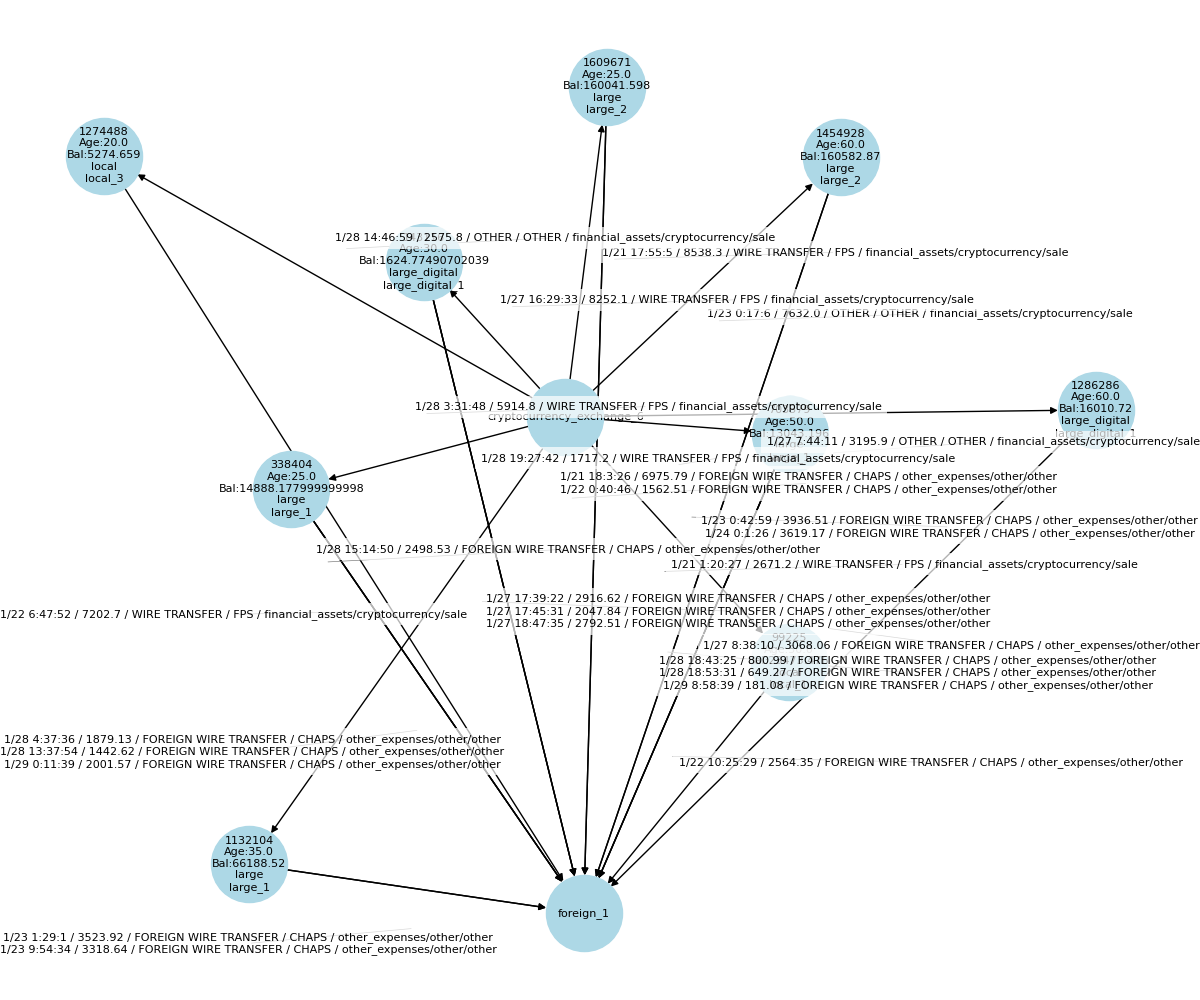 1609671
Age:25.0
Bal:160041.598
large
large_2
1274488
Age:20.0
Bal:5274.659
local
local_3
1454928
Age:60.0
Bal:160582.87
large
large_2
1/28 14:46:59 / 2575.8 / OTHER / OTHER / financial_assets/cryptocurrency/sale
Age:30.0
Bal:1624.77490702039
large_digital
large_digital_1
1/21 17:55:5 / 8538.3 / WIRE TRANSFER / FPS / financial_assets/cryptocurrency/sale
1/27 16:29:33 / 8252.1 / WIRE TRANSFER / FPS / financial_assets/cryptocurrency/sale
1/23 0:17:6 / 7632.0 / OTHER / OTHER / financial_assets/cryptocurrency/sale
1286286
Age:60.0
Bal:16010.72
large_digital
large_digital_1
1/28 3:31:48 / 5914.8 / WIRE TRANSFER / FPS / financial_assets/cryptocurrency/sale
cryptocurrency_exchange_6
Age:50.0
1/27 7:44:11 / 3195.9 / OTHER / OTHER / financial_assets/cryptocurrency/sale
1/28 19:27:42 / 1717.2 / WIRE TRANSFER / FPS / financial_assets/cryptocurrency/sale
338404
Age:25.0
Bal:14888.177999999998
large
large_1
1/21 18:3:26 / 6975.79 / FOREIGN WIRE TRANSFER / CHAPS / other_expenses/other/other
1/22 0:40:46 / 1562.51 / FOREIGN WIRE TRANSFER / CHAPS / other_expenses/other/other
1/23 0:42:59 / 3936.51 / FOREIGN WIRE TRANSFER / CHAPS / other_expenses/other/other
1/24 0:1:26 / 3619.17 / FOREIGN WIRE TRANSFER / CHAPS / other_expenses/other/other
1/28 15:14:50 / 2498.53 / FOREIGN WIRE TRANSFER / CHAPS / other_expenses/other/other
1/21 1:20:27 / 2671.2 / WIRE TRANSFER / FPS / financial_assets/cryptocurrency/sale
1/27 17:39:22 / 2916.62 / FOREIGN WIRE TRANSFER / CHAPS / other_expenses/other/other
1/27 17:45:31 / 2047.84 / FOREIGN WIRE TRANSFER / CHAPS / other_expenses/other/other
1/27 18:47:35 / 2792.51 / FOREIGN WIRE TRANSFER / CHAPS / other_expenses/other/other
1/22 6:47:52 / 7202.7 / WIRE TRANSFER / FPS / financial_assets/cryptocurrency/sale
99225
1/27 8:38:10 / 3068.06 / FOREIGN WIRE TRANSFER / CHAPS / other_expenses/other/other
1/28 18:43:25 / 800.99 / FOREIGN WIRE TRANSFER / CHAPS / other_expenses/other/other
1/28 18:53:31 / 649.27 / FOREIGN WIRE TRANSFER / CHAPS / other_expenses/other/other
1/29 8:58:39 / 181.08 / FOREIGN WIRE TRANSFER / CHAPS / other_expenses/other/other
1/28 4:37:36 / 1879.13 / FOREIGN WIRE TRANSFER / CHAPS / other_expenses/other/other
1/28 13:37:54 / 1442.62 / FOREIGN WIRE TRANSFER / CHAPS / other_expenses/other/other
1/29 0:11:39 / 2001.57 / FOREIGN WIRE TRANSFER / CHAPS / other_expenses/other/other
1/22 10:25:29 / 2564.35 / FOREIGN WIRE TRANSFER / CHAPS / other_expenses/other/other
1132104
Age:35.0
Bal:66188.52
large
large_1
foreign_1
1/23 1:29:1 / 3523.92 / FOREIGN WIRE TRANSFER / CHAPS / other_expenses/other/other
1/23 9:54:34 / 3318.64 / FOREIGN WIRE TRANSFER / CHAPS / other_expenses/other/other